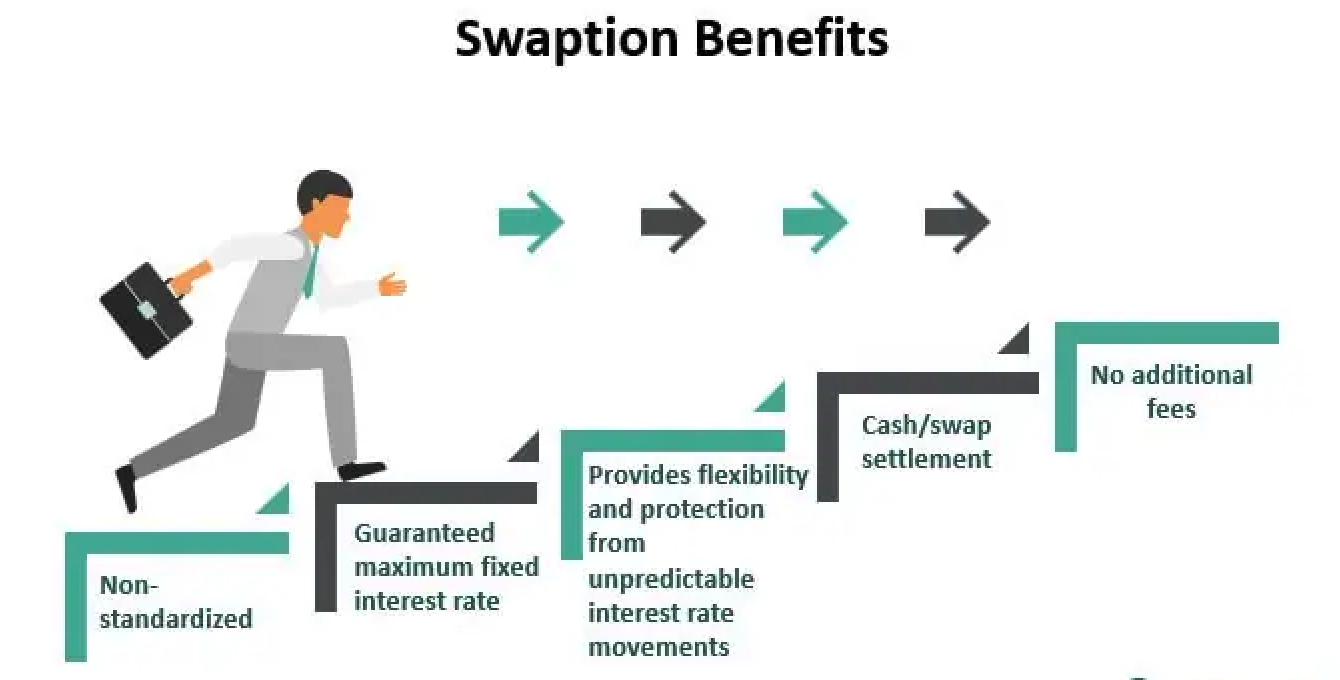 Swaption Benefits
Non-
standardized
Guaranteed
maximum fixed
interest rate
Provides flexibility
and protection
from
unpredictable
interest rate
movements
Cash/swap
settlement
No additional
fees